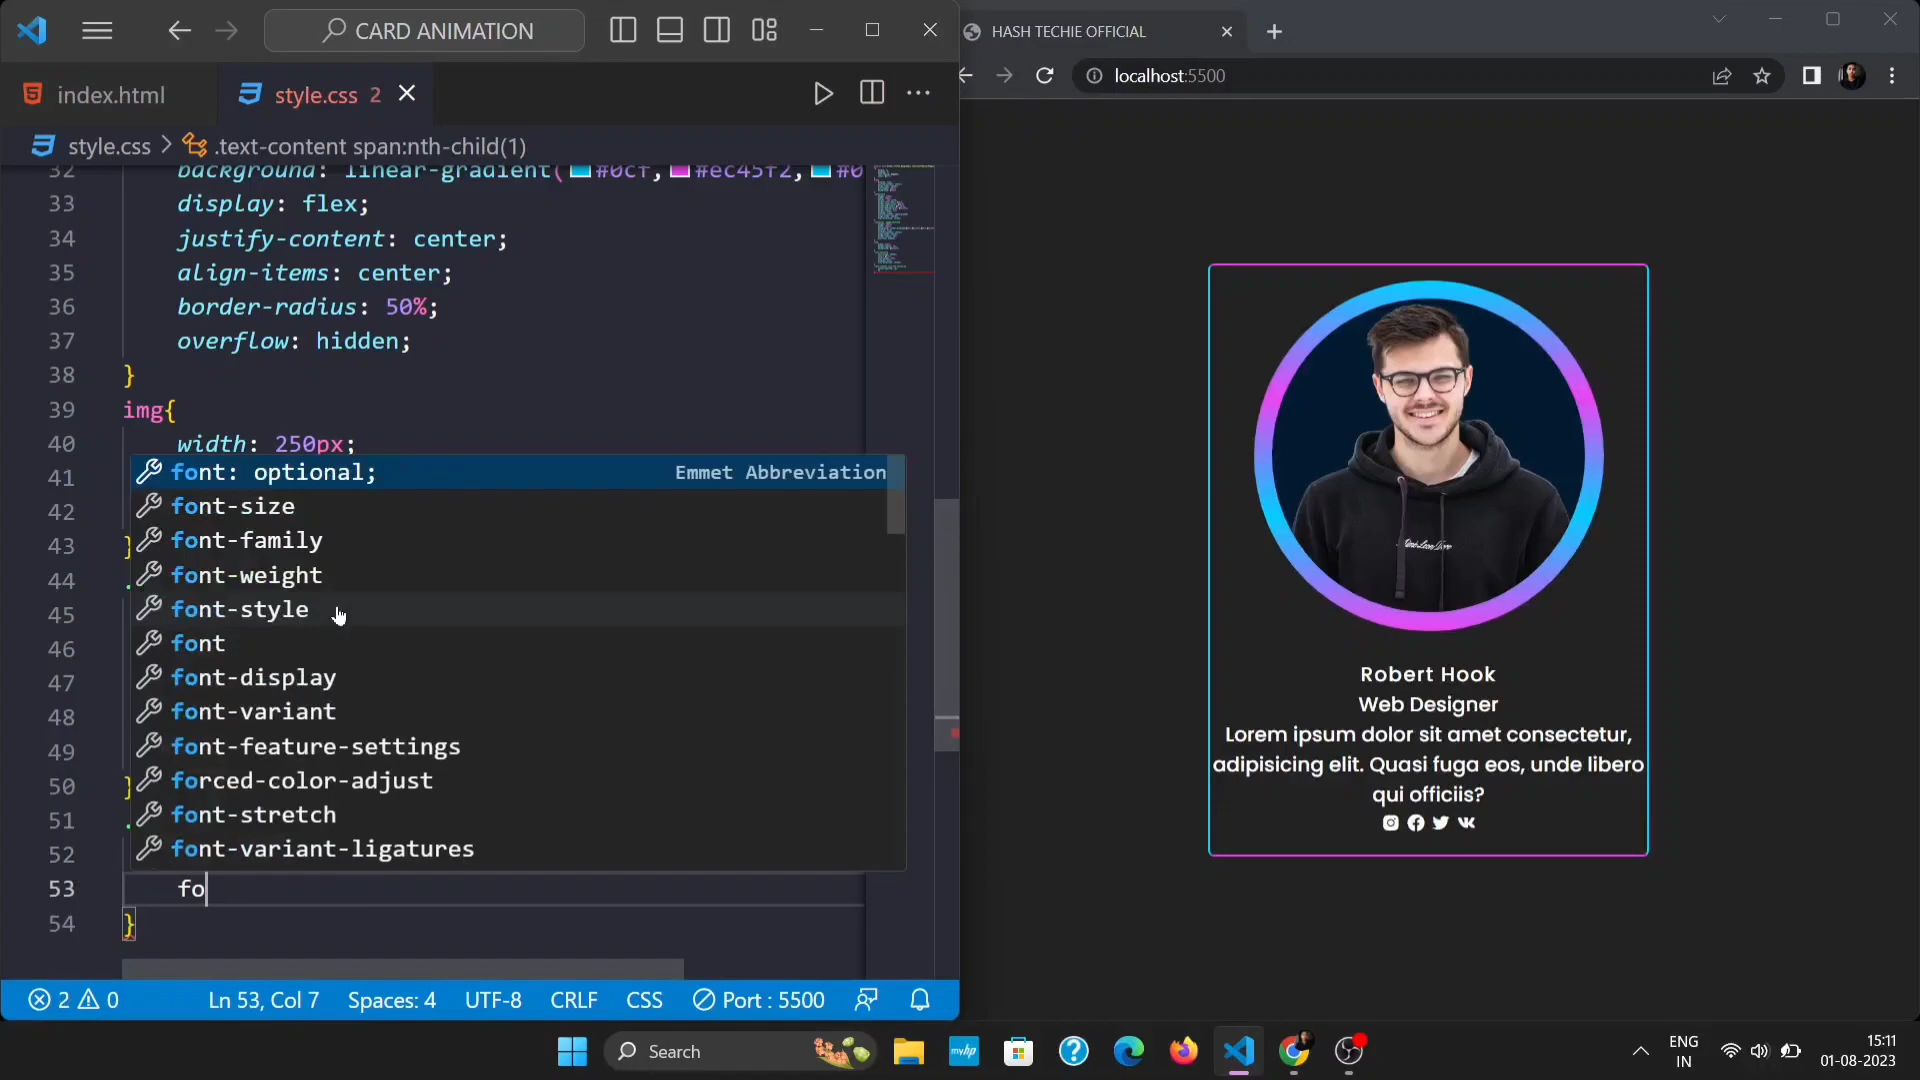 CARD ANIMATION
index.html
style.css 2
style.css > .text-content span:nth-child(1)
32 background: linear-gradient(#0cf, #ec45f2, #0
33 display: flex;
34 justify-content: center;
35 align-items: center;
36 border-radius: 50%;
37 overflow: hidden;
38 }
39 img{
40 width: 250px;
41
42
43 }
44 .
45
46
47
48
49
50 }
51 .
52
53 fo
54 }
font: optional; Emmet Abbreviation
font-size
font-family
font-weight
font-style
font
font-display
font-variant
font-feature-settings
forced-color-adjust
font-stretch
font-variant-ligatures
2 0 Ln 53, Col 7 Spaces: 4 UTF-8 CRLF CSS Port : 5500
HASH TECHIE OFFICIAL
localhost:5500
Robert Hook
Web Designer
Lorem ipsum dolor sit amet consectetur,
adipisicing elit. Quasi fuga eos, unde libero
qui officiis?
Search
myhp
ENG
IN
15:11
01-08-2023